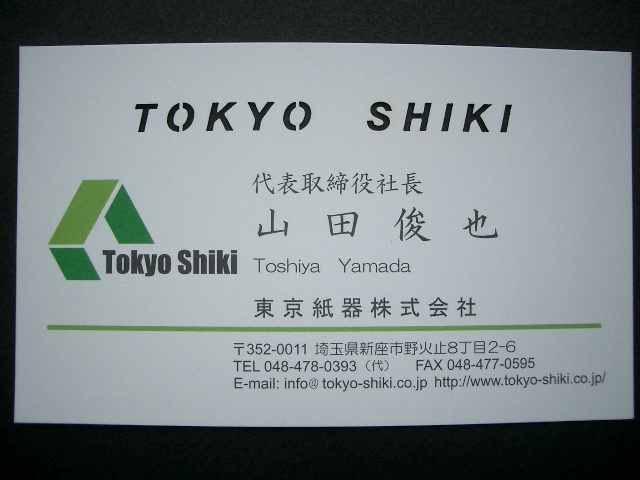 TOKYO SHIKI
代表取締役社長
山田俊也
Tokyo Shiki
Toshiya Yamada
東京紙器株式会社
〒352-0011 埼玉県新座市野火止8丁目2-6
TEL 048-478-0393（代） FAX 048-477-0595
E-mail: info@tokyo-shiki.co.jp http://www.tokyo-shiki.co.jp/